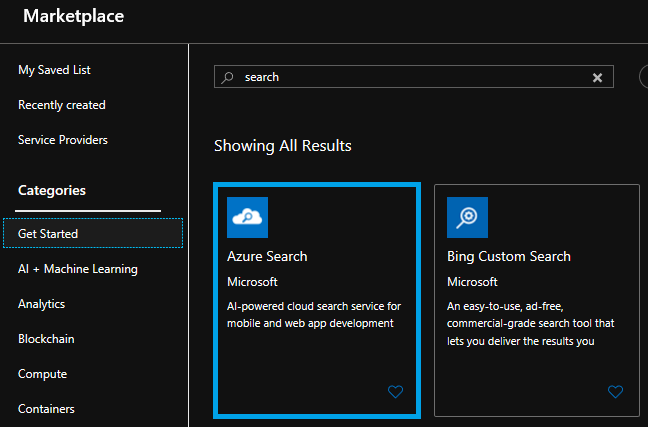 Marketplace
My Saved List
Recently created
Service Providers
Categories
Get Started
AI + Machine Learning
Analytics
Blockchain
Compute
Containers
search
Showing All Results
Azure Search
Microsoft
AI-powered cloud search service for
mobile and web app development
Bing Custom Search
Microsoft
An easy-to-use, ad-free,
commercial-grade search tool that
lets you deliver the results you